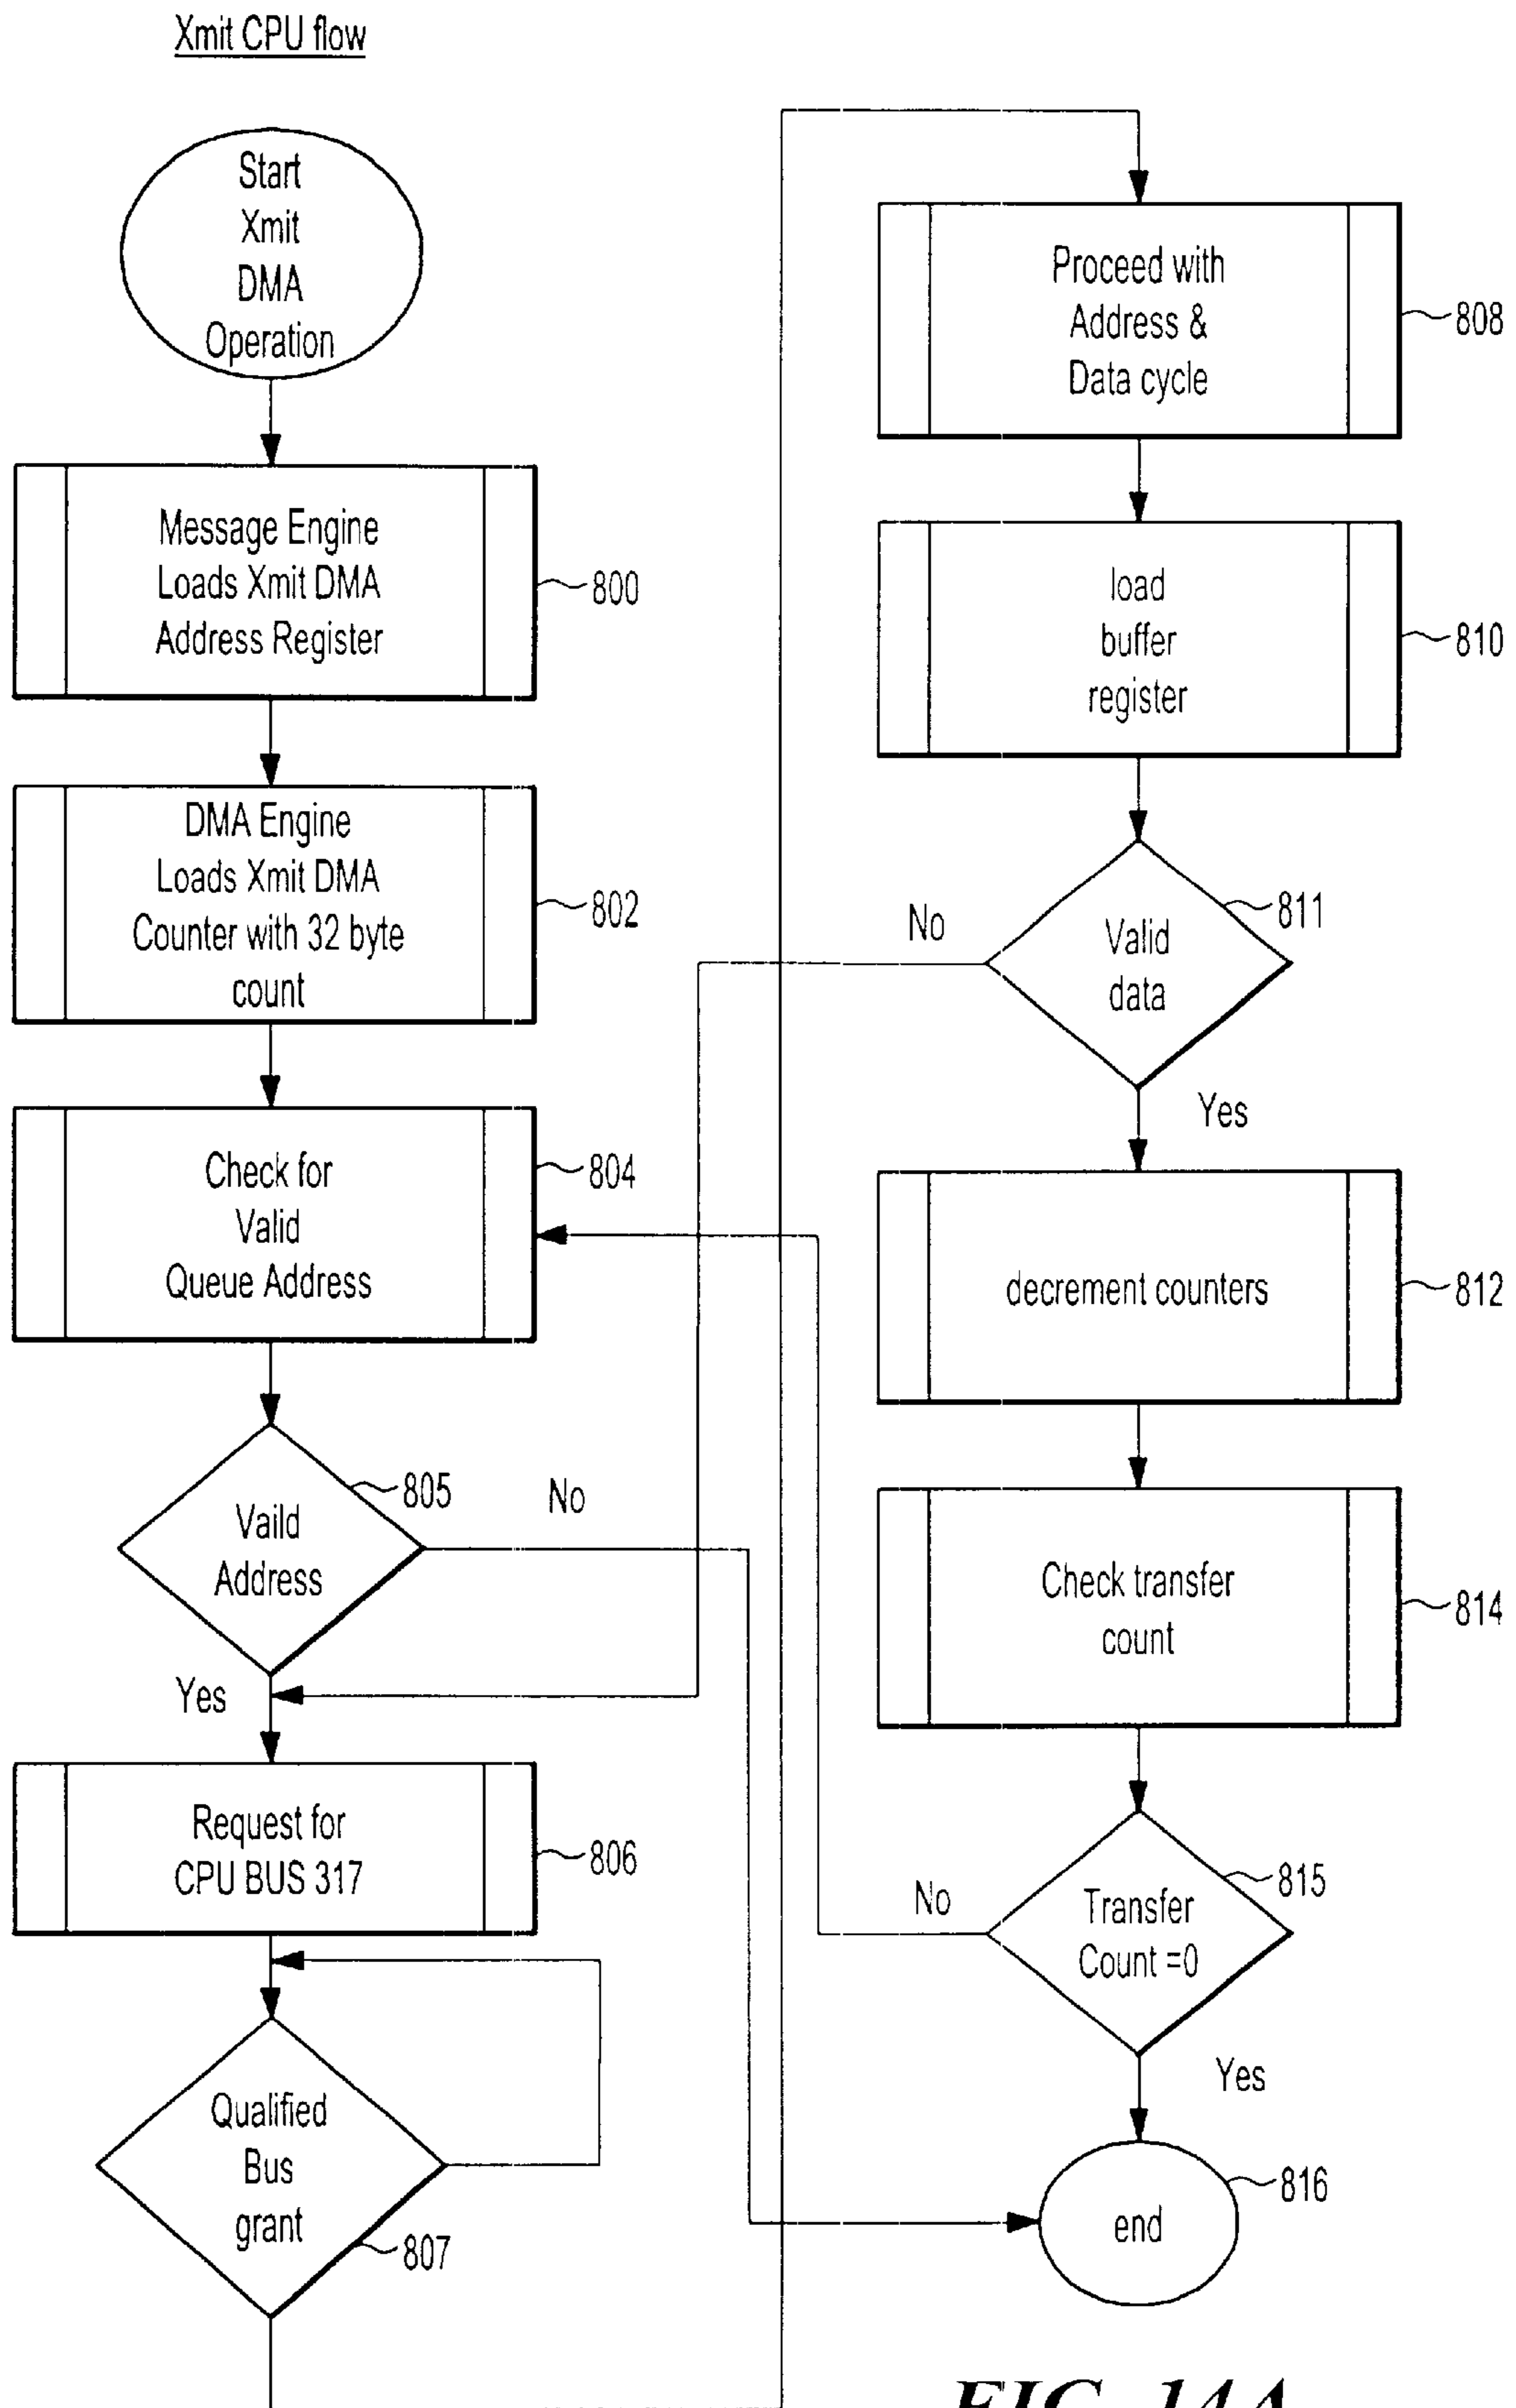 Xmit CPU flow
Start
Xmit
DMA
Operation
Message Engine
Loads Xmit DMA
Address Register
800
DMA Engine
Loads Xmit DMA
Counter with 32 byte
count
802
Check for
Valid
Queue Address
804
Vaild
Address
805
No
Yes
Request for
CPU BUS 317
806
Qualified
Bus
grant
807
Proceed with
Address &
Data cycle
808
load
buffer
register
810
Valid
data
811
No
Yes
decrement counters
812
Check transfer
count
814
Transfer
Count =0
815
No
Yes
end
816
FIG. 14A